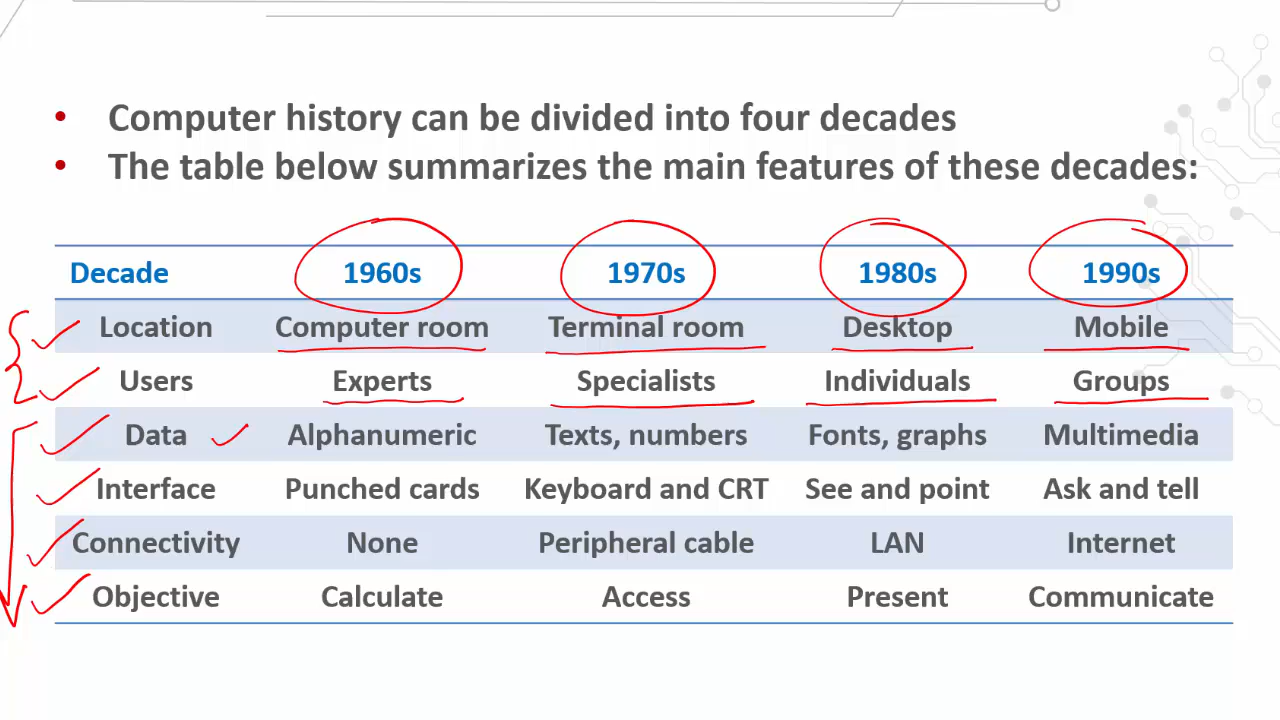 • Computer history can be divided into four decades
• The table below summarizes the main features of these decades:
Decade 1960s 1970s 1980s 1990s
Location Computer room Terminal room Desktop Mobile
Users Experts Specialists Individuals Groups
Data Alphanumeric Texts, numbers Fonts, graphs Multimedia
Interface Punched cards Keyboard and CRT See and point Ask and tell
Connectivity None Peripheral cable LAN Internet
Objective Calculate Access Present Communicate